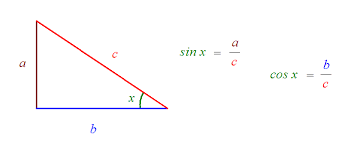 a
c
x
b
sin x = a/c
cos x = b/c